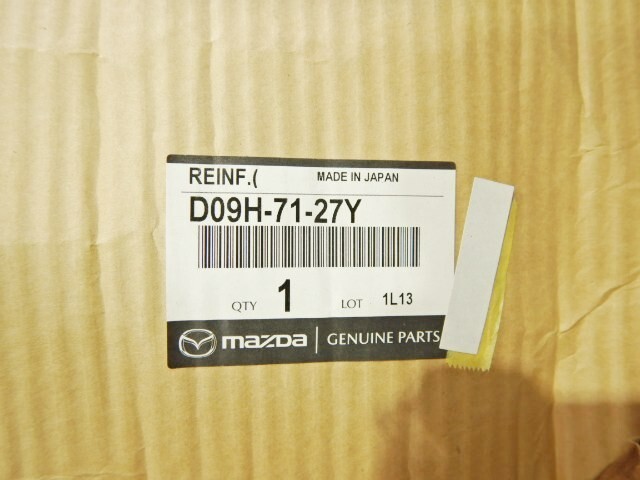 REINF.( MADE IN JAPAN
D09H-71-27Y
QTY 1 LOT 1L13
mazda GENUINE PARTS